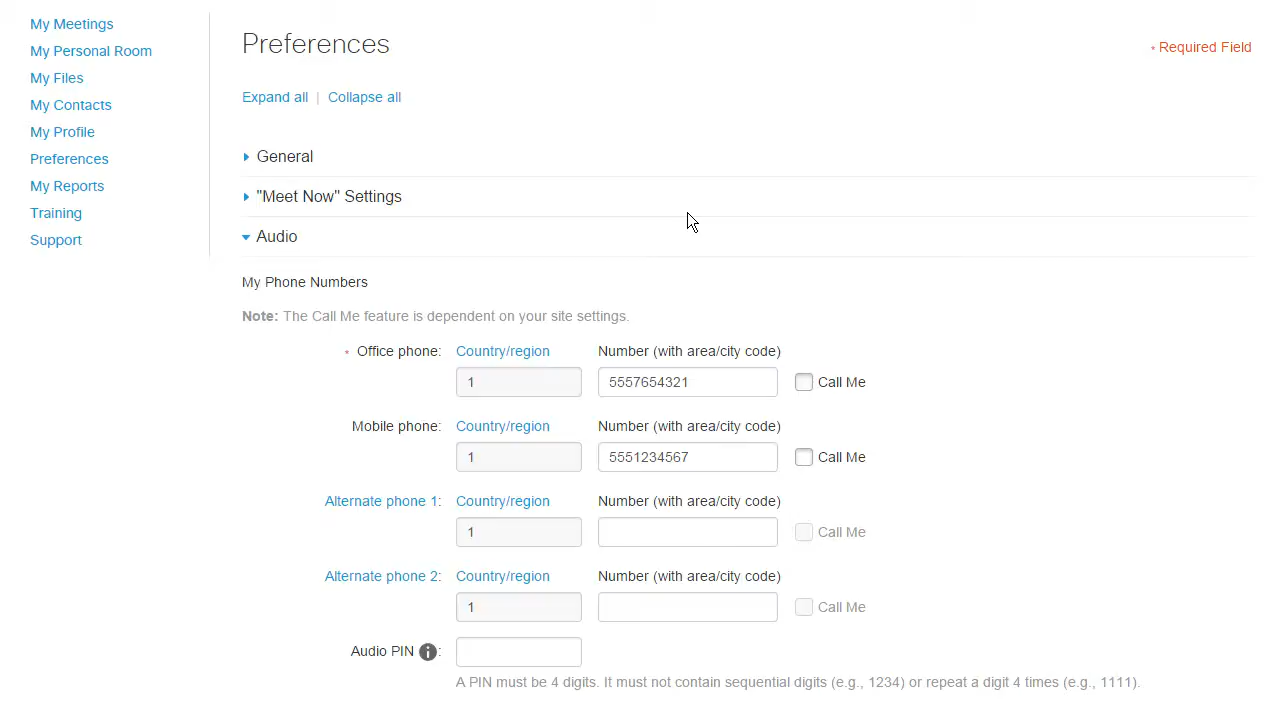 My Meetings
My Personal Room
My Files
My Contacts
My Profile
Preferences
My Reports
Training
Support
Preferences
* Required Field
Expand all | Collapse all
General
"Meet Now" Settings
Audio
My Phone Numbers
Note: The Call Me feature is dependent on your site settings.
* Office phone: Country/region Number (with area/city code)
1 5557654321 Call Me
Mobile phone: Country/region Number (with area/city code)
1 5551234567 Call Me
Alternate phone 1: Country/region Number (with area/city code)
1 Call Me
Alternate phone 2: Country/region Number (with area/city code)
1 Call Me
Audio PIN i :
A PIN must be 4 digits. It must not contain sequential digits (e.g., 1234) or repeat a digit 4 times (e.g., 1111).